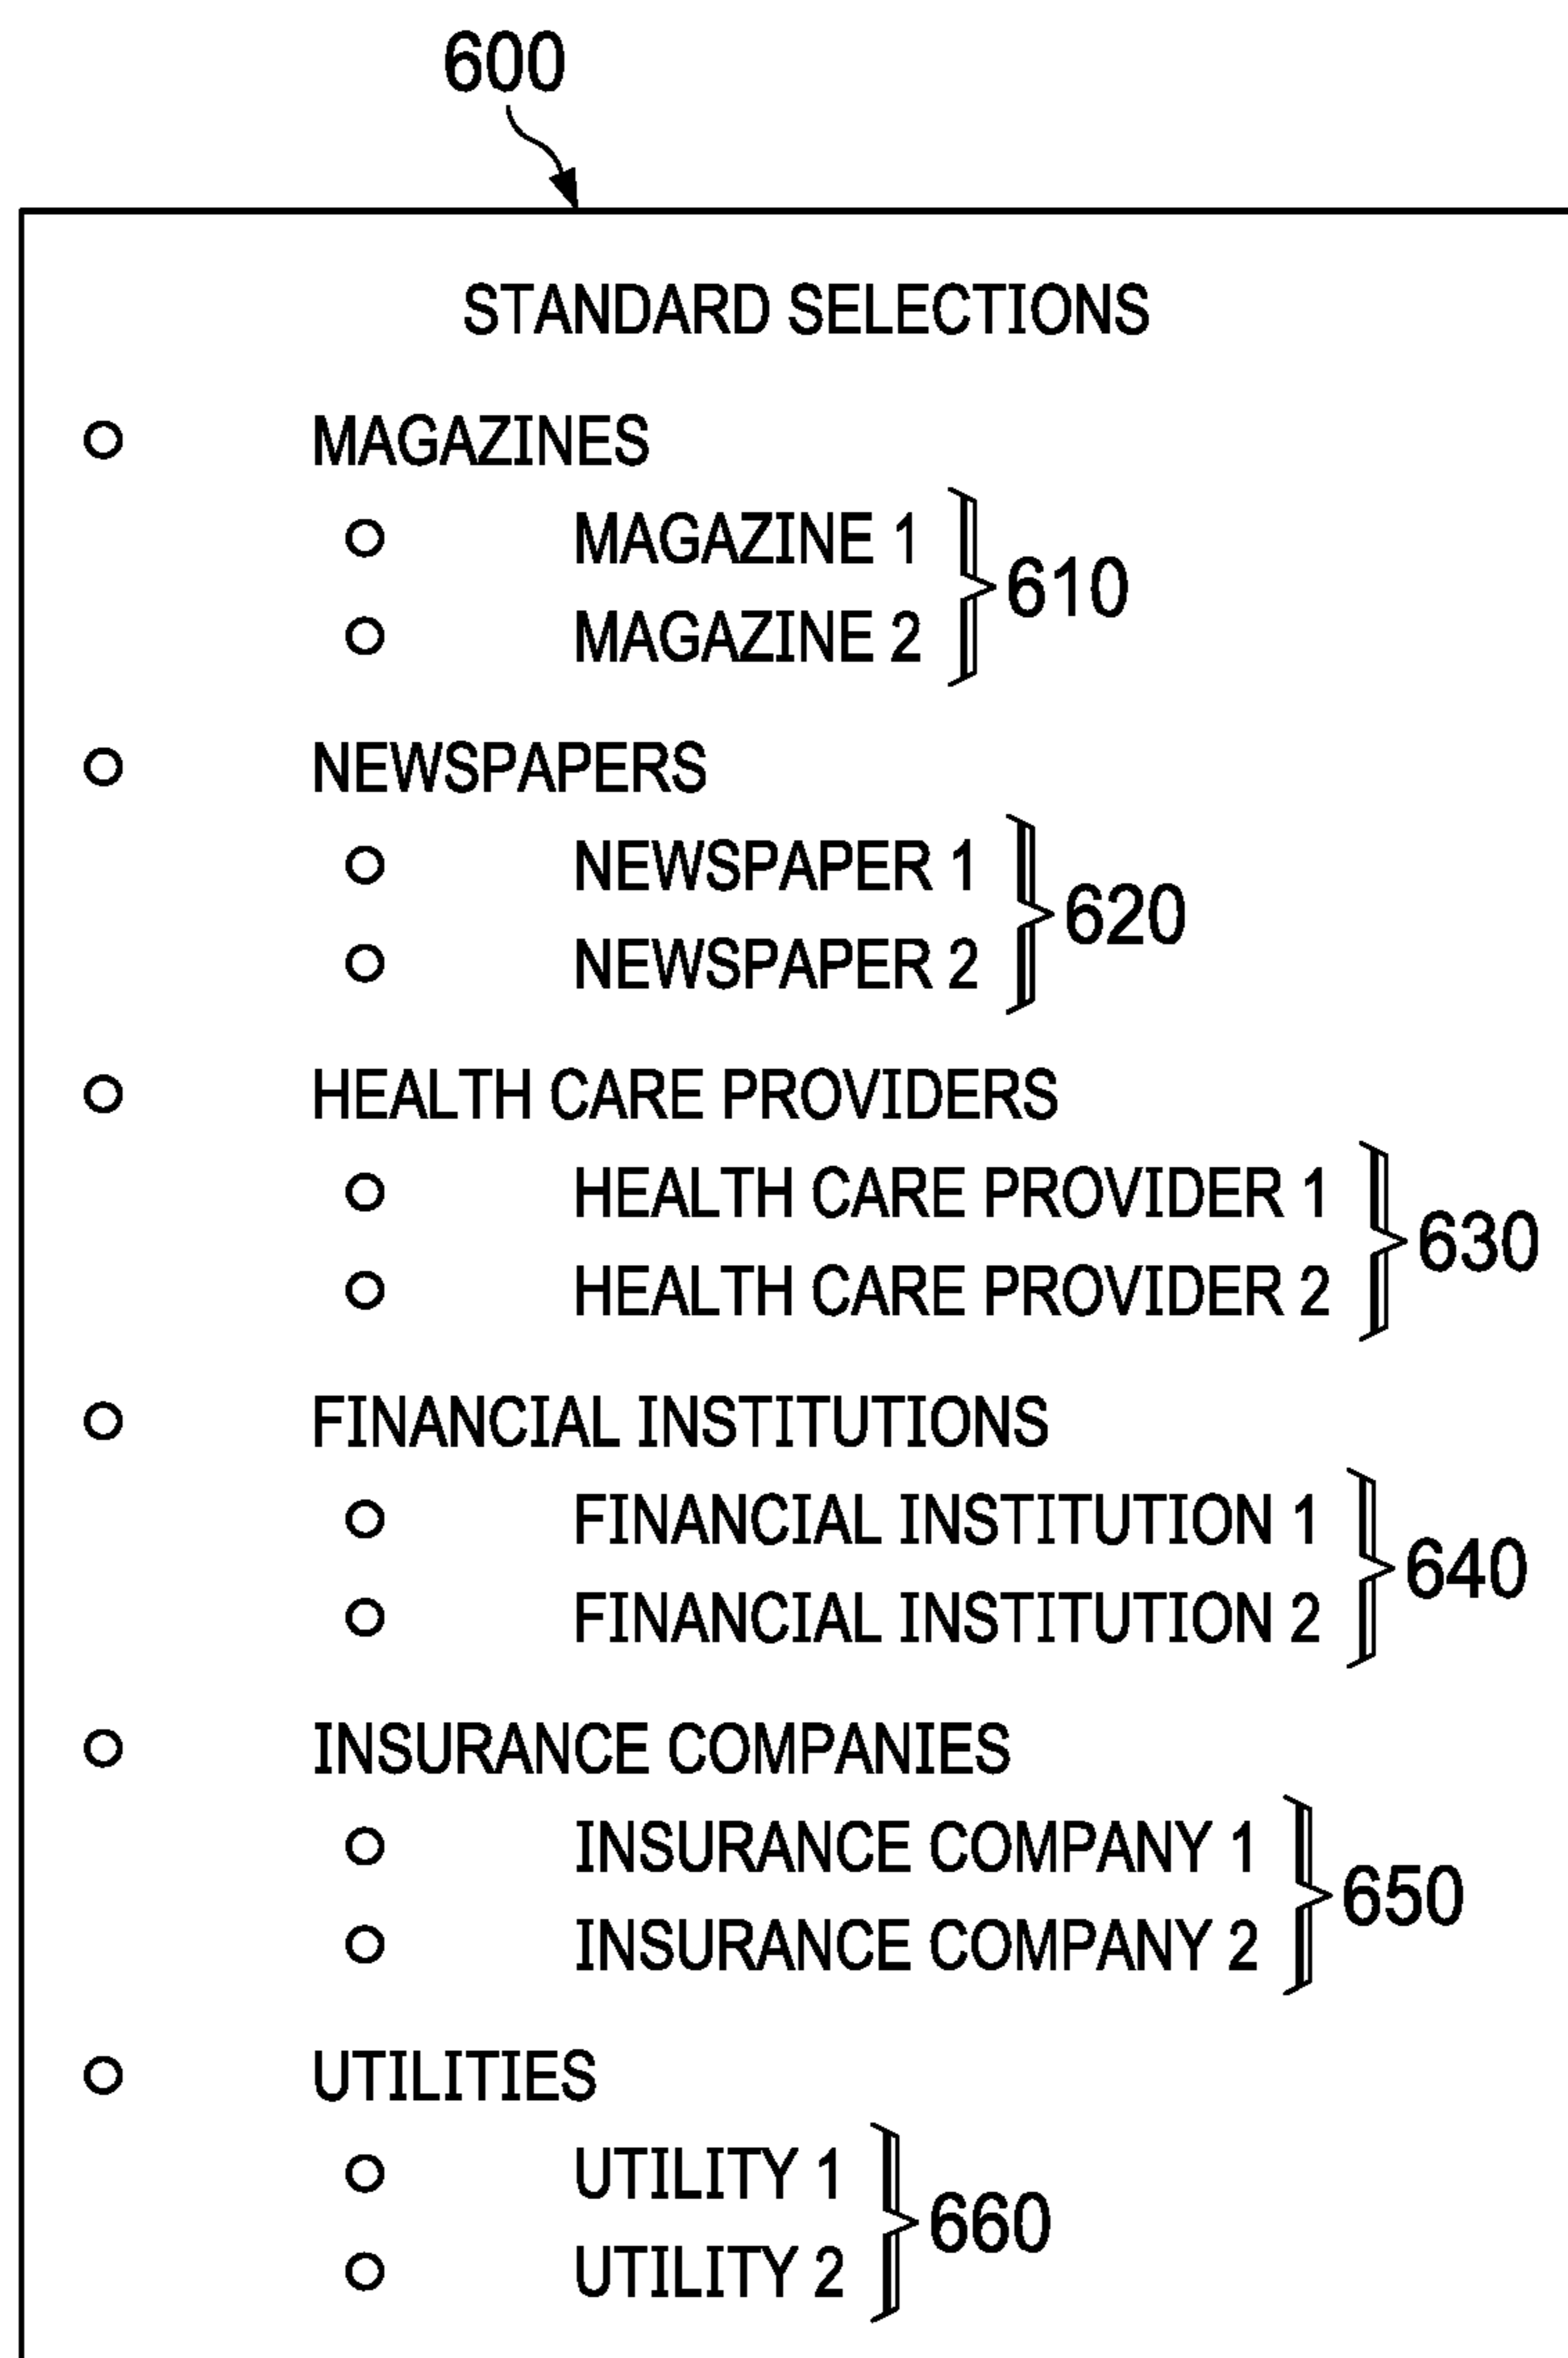 600
STANDARD SELECTIONS
MAGAZINES
MAGAZINE 1
610
MAGAZINE 2
NEWSPAPERS
NEWSPAPER 1
620
NEWSPAPER 2
HEALTH CARE PROVIDERS
HEALTH CARE PROVIDER 1
630
HEALTH CARE PROVIDER 2
FINANCIAL INSTITUTIONS
FINANCIAL INSTITUTION 1
640
FINANCIAL INSTITUTION 2
INSURANCE COMPANIES
INSURANCE COMPANY 1
650
INSURANCE COMPANY 2
UTILITIES
UTILITY 1
660
UTILITY 2